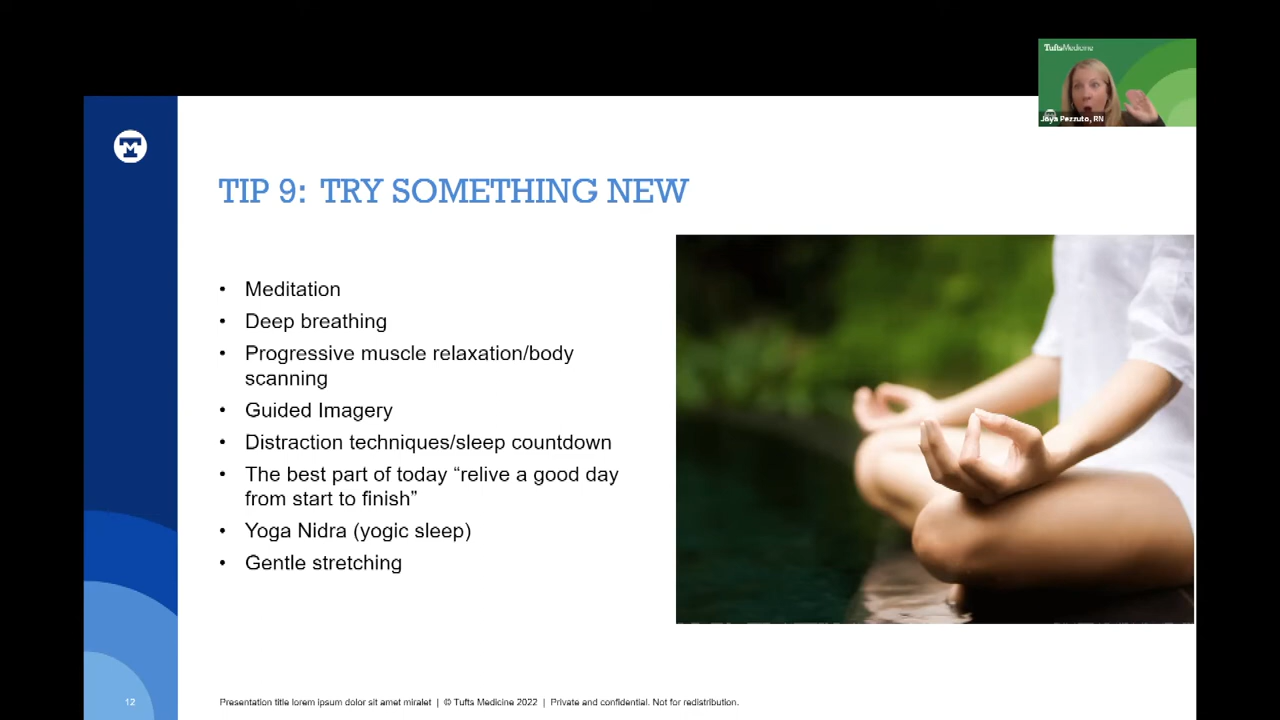 TuftsMedicine
Joya Pezzuto, RN
TIP 9: TRY SOMETHING NEW
• Meditation
• Deep breathing
• Progressive muscle relaxation/body
scanning
• Guided Imagery
• Distraction techniques/sleep countdown
• The best part of today “relive a good day
from start to finish”
• Yoga Nidra (yogic sleep)
• Gentle stretching
12
Presentation title lorem ipsum dolor sit amet miralet | © Tufts Medicine 2022 | Private and confidential. Not for redistribution.